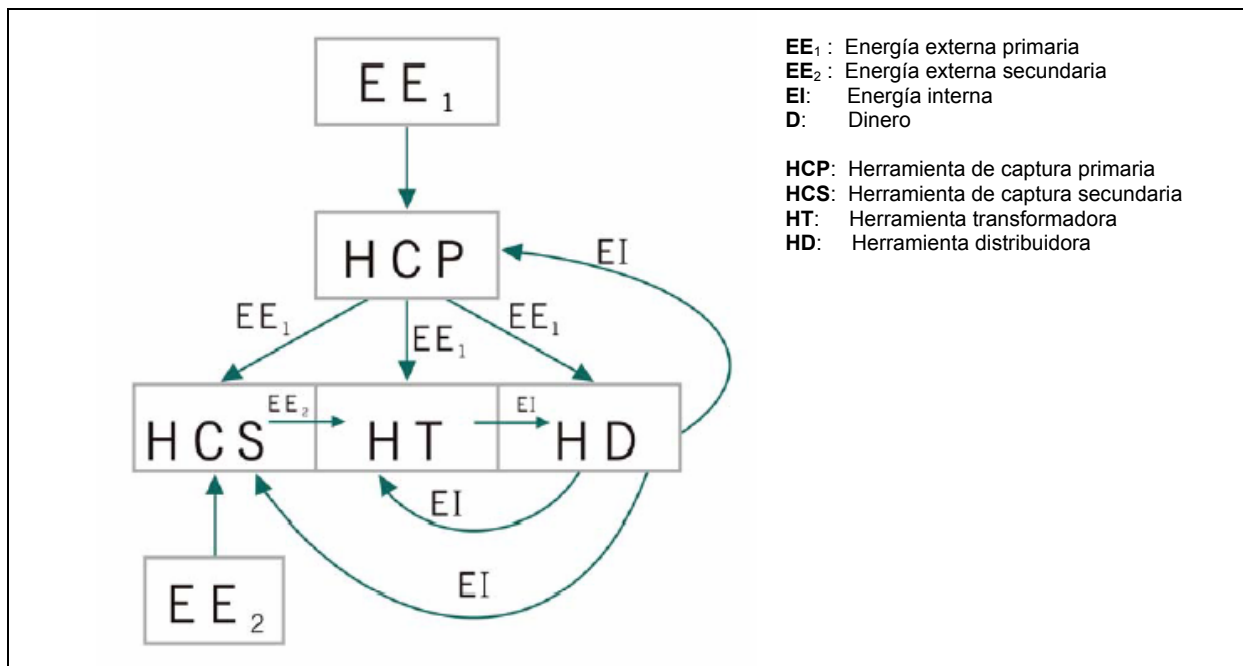 EE₁
HCP
EI
EE₁
EE₁
EE₁
HCS
EE₂
HT
EI
HD
EI
EI
EE₂
EE₁ : Energía externa primaria
EE₂ : Energía externa secundaria
EI: Energía interna
D: Dinero
HCP: Herramienta de captura primaria
HCS: Herramienta de captura secundaria
HT: Herramienta transformadora
HD: Herramienta distribuidora